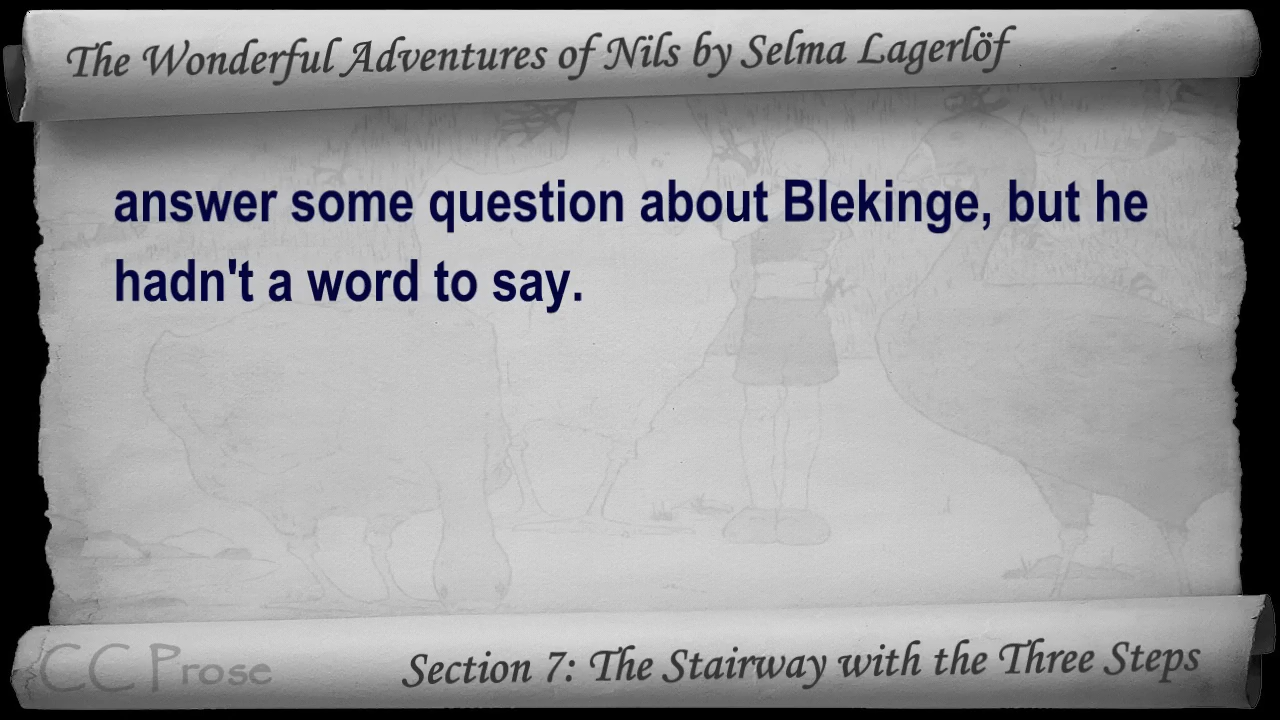 The Wonderful Adventures of Nils by Selma Lagerlöf
answer some question about Blekinge, but he
hadn't a word to say.
CC Prose
Section 7: The Stairway with the Three Steps